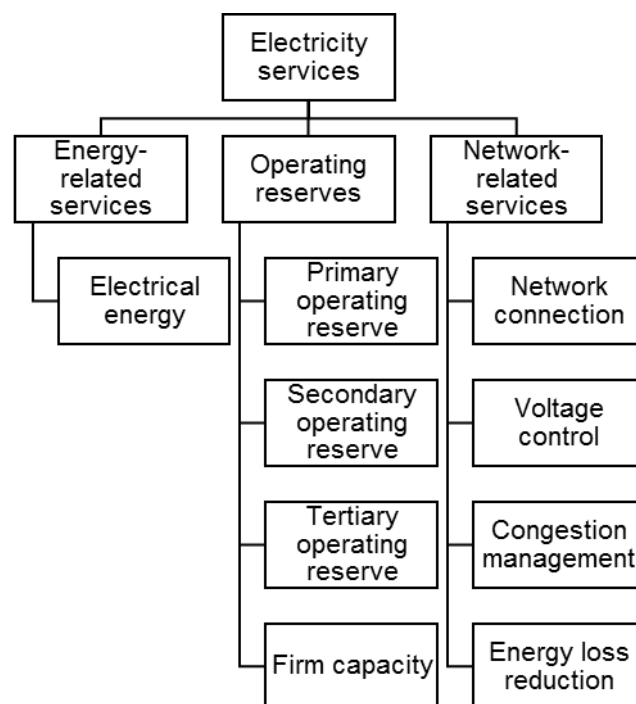 Electricity
services
Energy-
related
services
Operating
reserves
Network-
related
services
Electrical
energy
Primary
operating
reserve
Secondary
operating
reserve
Tertiary
operating
reserve
Firm capacity
Network
connection
Voltage
control
Congestion
management
Energy loss
reduction